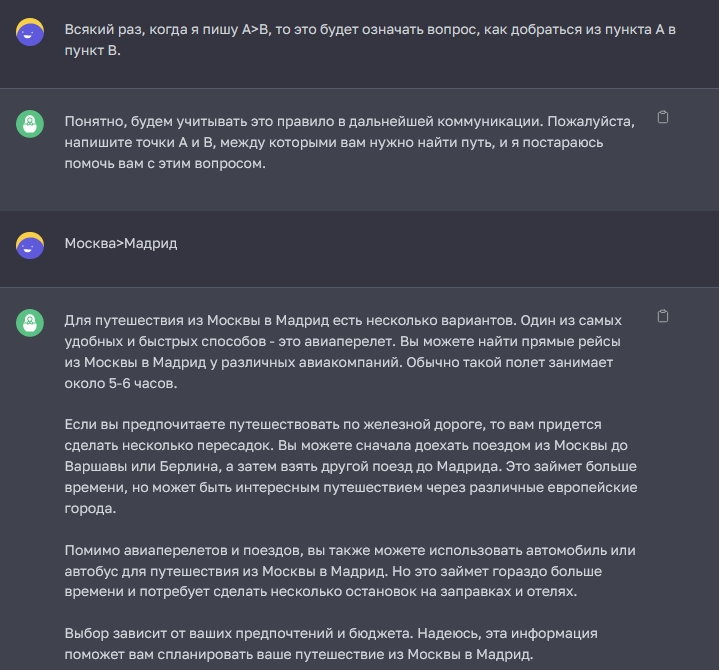 Всякий раз, когда я пишу A>B, то это будет означать вопрос, как добраться из пункта A в
пункт B.
Понятно, будем учитывать это правило в дальнейшей коммуникации. Пожалуйста,
напишите точки A и B, между которыми вам нужно найти путь, и я постараюсь
помочь вам с этим вопросом.
Москва>Мадрид
Для путешествия из Москвы в Мадрид есть несколько вариантов. Один из самых
удобных и быстрых способов - это авиаперелет. Вы можете найти прямые рейсы
из Москвы в Мадрид у различных авиакомпаний. Обычно такой полет занимает
около 5-6 часов.
Если вы предпочитаете путешествовать по железной дороге, то вам придется
сделать несколько пересадок. Вы можете сначала доехать поездом из Москвы до
Варшавы или Берлина, а затем взять другой поезд до Мадрида. Это займет больше
времени, но может быть интересным путешествием через различные европейские
города.
Помимо авиаперелетов и поездов, вы также можете использовать автомобиль или
автобус для путешествия из Москвы в Мадрид. Но это займет гораздо больше
времени и потребует сделать несколько остановок на заправках и отелях.
Выбор зависит от ваших предпочтений и бюджета. Надеюсь, эта информация
поможет вам спланировать ваше путешествие из Москвы в Мадрид.